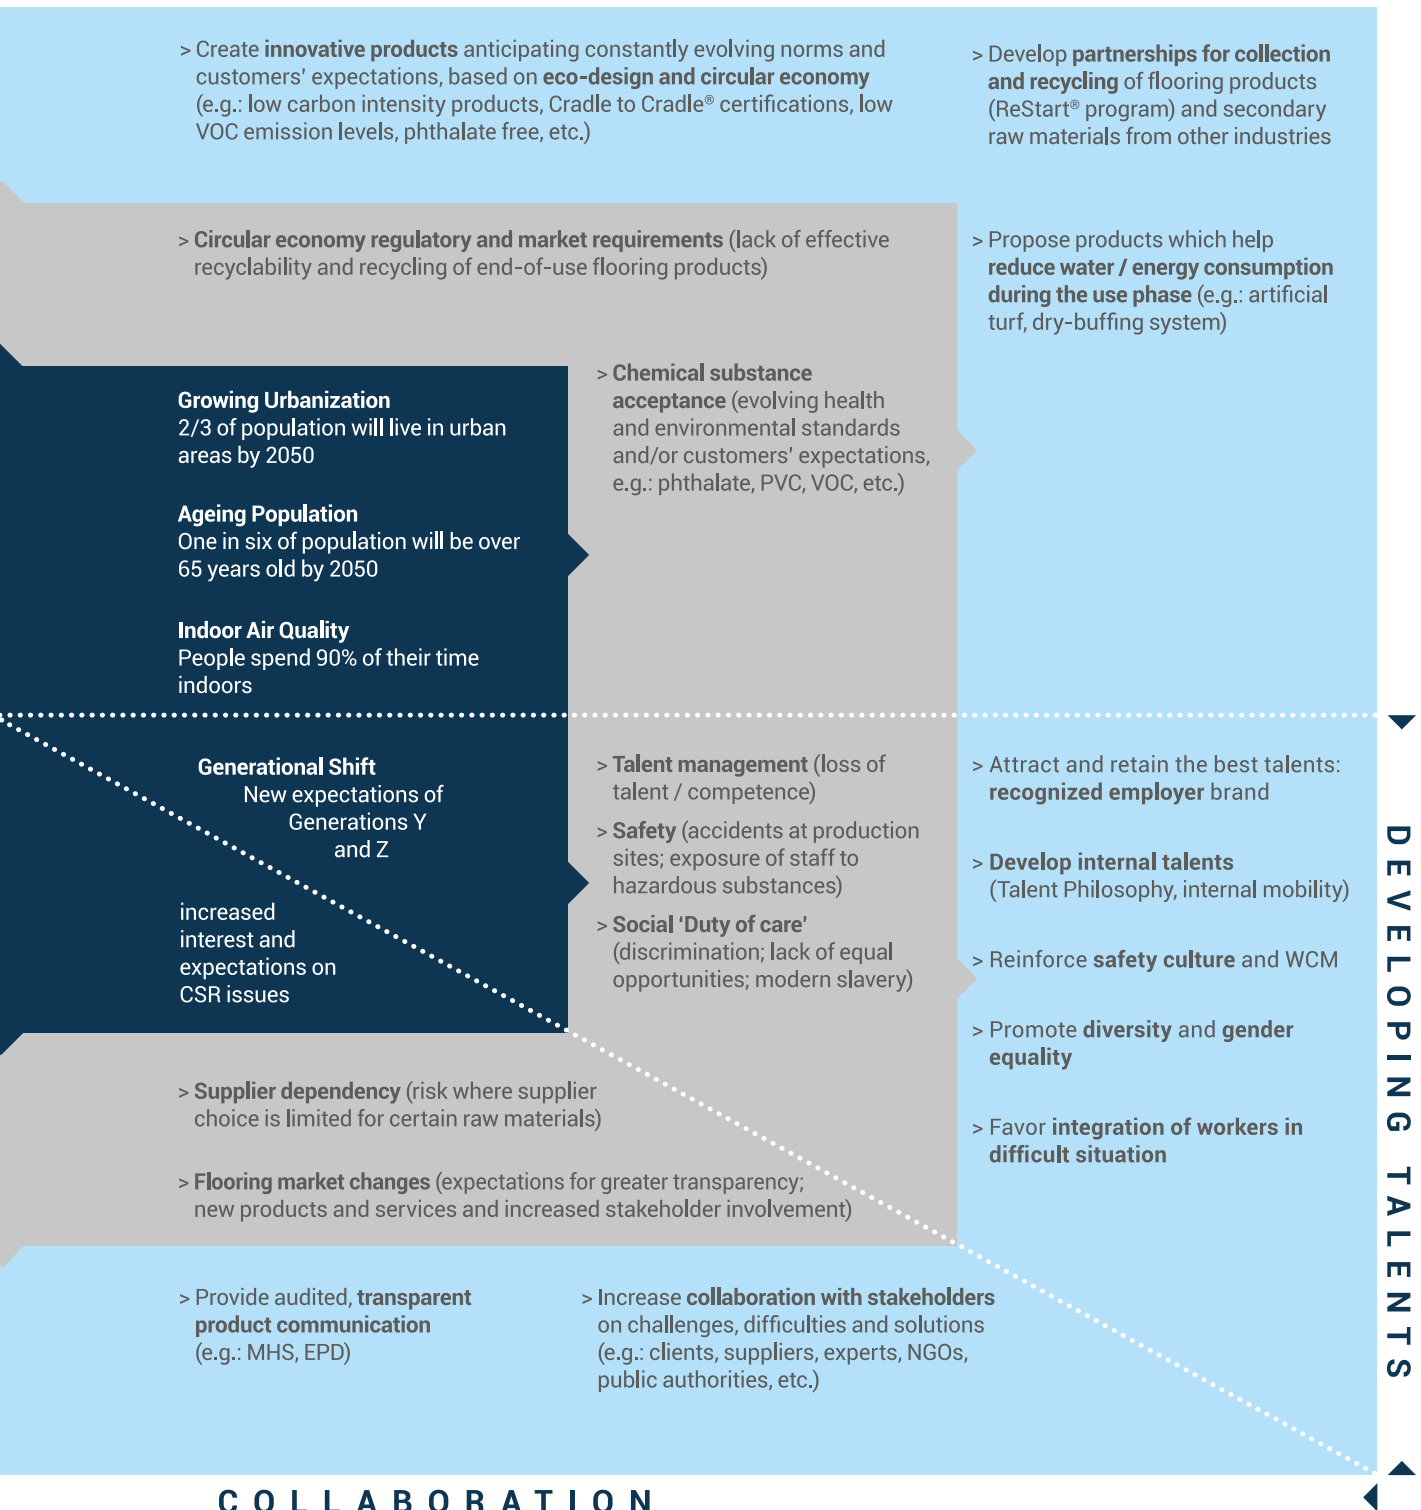 > Create innovative products anticipating constantly evolving norms and
customers’ expectations, based on eco-design and circular economy
(e.g.: low carbon intensity products, Cradle to Cradle® certifications, low
VOC emission levels, phthalate free, etc.)
> Develop partnerships for collection
and recycling of flooring products
(ReStart® program) and secondary
raw materials from other industries
> Circular economy regulatory and market requirements (lack of effective
recyclability and recycling of end-of-use flooring products)
> Propose products which help
reduce water / energy consumption
during the use phase (e.g.: artificial
turf, dry-buffing system)
> Chemical substance
acceptance (evolving health
and environmental standards
and/or customers’ expectations,
e.g.: phthalate, PVC, VOC, etc.)
Growing Urbanization
2/3 of population will live in urban
areas by 2050
Ageing Population
One in six of population will be over
65 years old by 2050
Indoor Air Quality
People spend 90% of their time
indoors
Generational Shift
New expectations of
Generations Y
and Z
increased
interest and
expectations on
CSR issues
> Talent management (loss of
talent / competence)
> Safety (accidents at production
sites; exposure of staff to
hazardous substances)
> Social ‘Duty of care’
(discrimination; lack of equal
opportunities; modern slavery)
> Attract and retain the best talents:
recognized employer brand
> Develop internal talents
(Talent Philosophy, internal mobility)
> Reinforce safety culture and WCM
> Promote diversity and gender
equality
> Favor integration of workers in
difficult situation
DEVELOPING TALENTS
> Supplier dependency (risk where supplier
choice is limited for certain raw materials)
> Flooring market changes (expectations for greater transparency;
new products and services and increased stakeholder involvement)
> Provide audited, transparent
product communication
(e.g.: MHS, EPD)
> Increase collaboration with stakeholders
on challenges, difficulties and solutions
(e.g.: clients, suppliers, experts, NGOs,
public authorities, etc.)
COLLABORATION